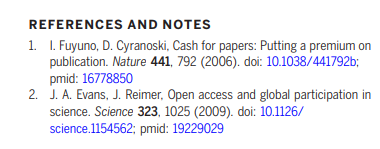 REFERENCES AND NOTES
1. I. Fuyuno, D. Cyranoski, Cash for papers: Putting a premium on
publication. Nature 441, 792 (2006). doi: 10.1038/441792b;
pmid: 16778850
2. J. A. Evans, J. Reimer, Open access and global participation in
science. Science 323, 1025 (2009). doi: 10.1126/
science.1154562; pmid: 19229029